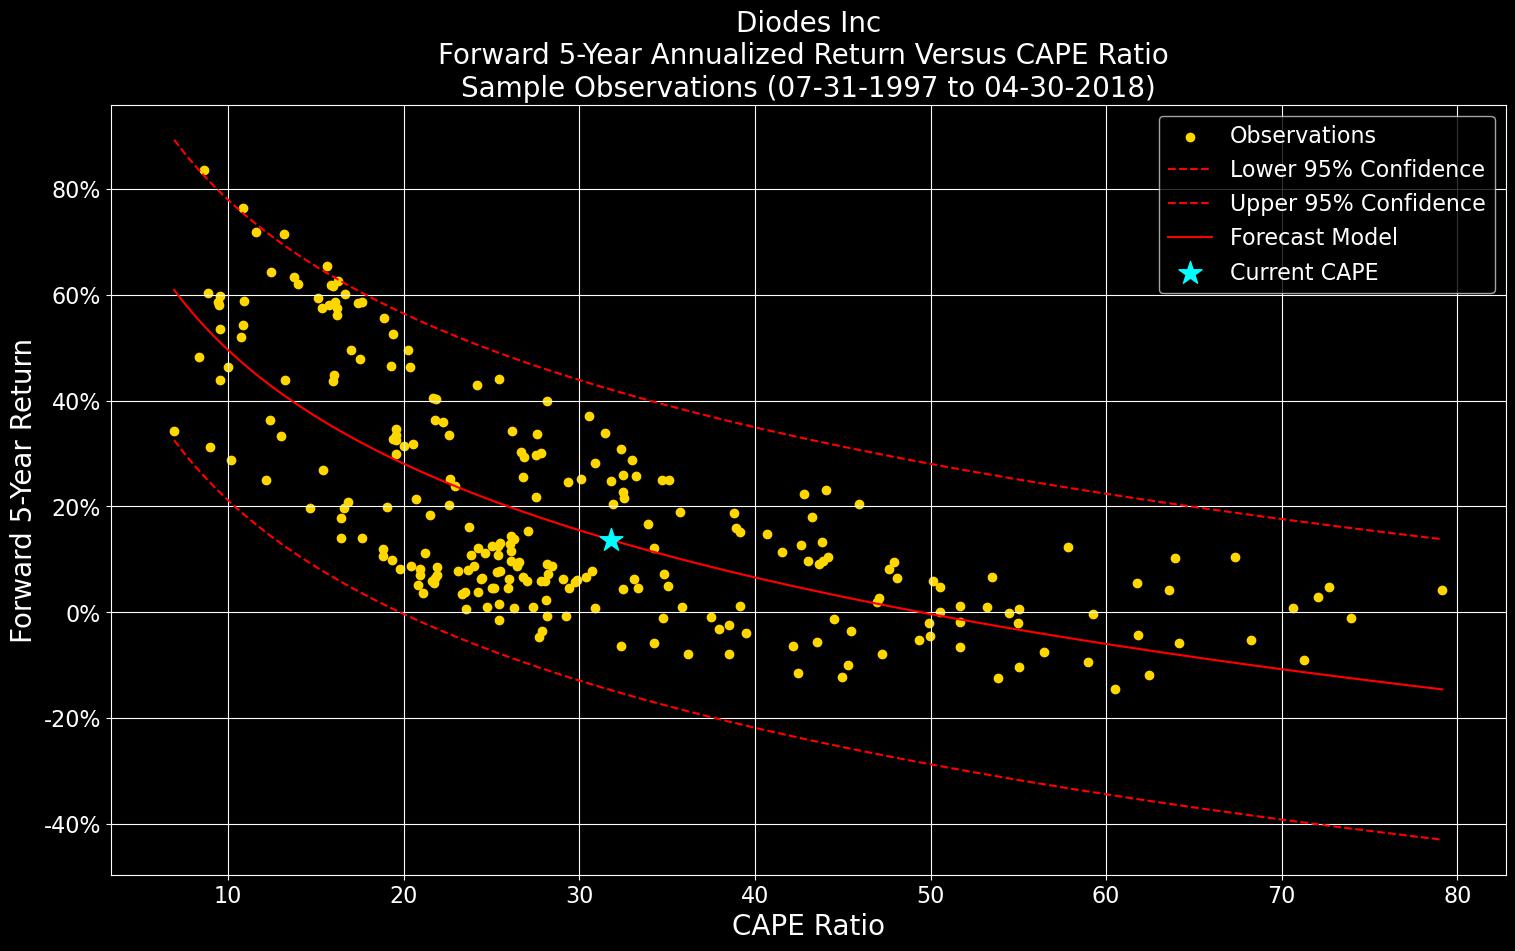 Diodes Inc
Forward 5-Year Annualized Return Versus CAPE Ratio
Sample Observations (07-31-1997 to 04-30-2018)
Observations
Lower 95% Confidence
Upper 95% Confidence
Forecast Model
Current CAPE
Forward 5-Year Return
80%
60%
40%
20%
0%
-20%
-40%
10 20 30 40 50 60 70 80
CAPE Ratio